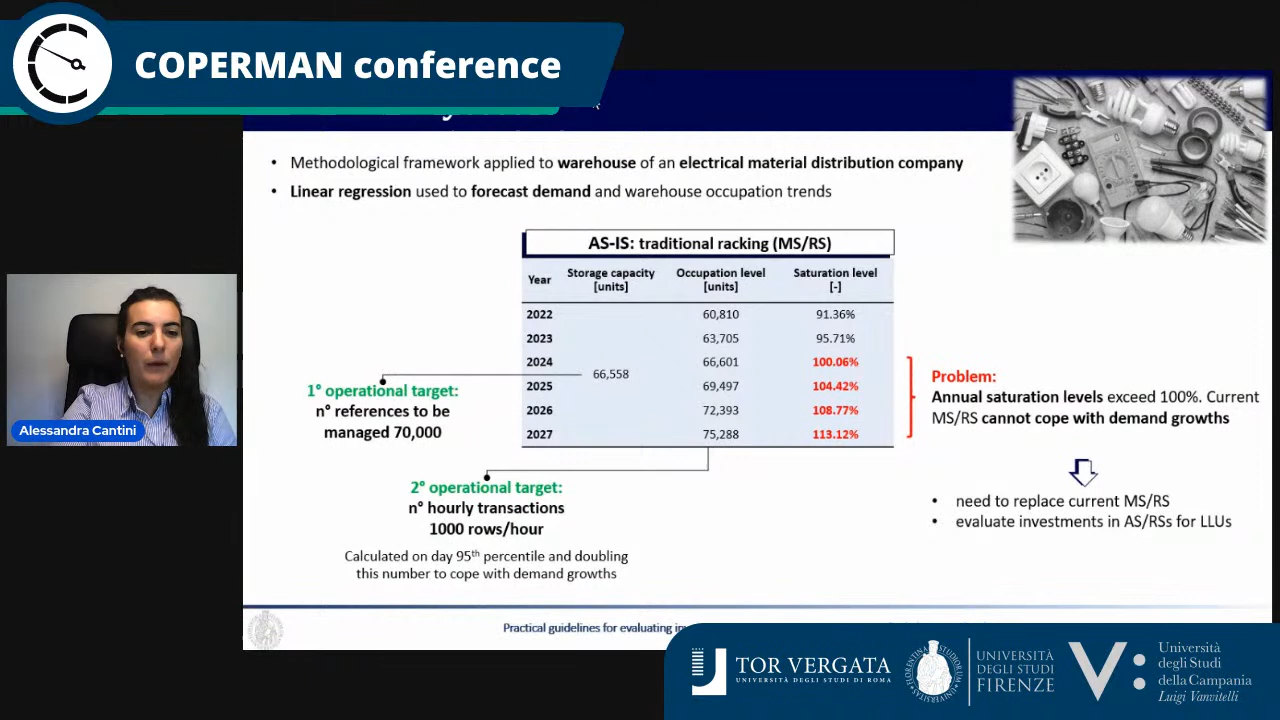 COPERMAN conference
• Methodological framework applied to warehouse of an electrical material distribution company
• Linear regression used to forecast demand and warehouse occupation trends
AS-IS: traditional racking (MS/RS)
Year Storage capacity [units] Occupation level [units] Saturation level [-]
2022 60,810 91.36%
2023 63,705 95.71%
2024 66,601 100.06%
66,558
2025 69,497 104.42%
2026 72,393 108.77%
2027 75,288 113.12%
1° operational target:
n° references to be
managed 70,000
2° operational target:
n° hourly transactions
1000 rows/hour
Calculated on day 95th percentile and doubling
this number to cope with demand growths
Problem:
Annual saturation levels exceed 100%. Current
MS/RS cannot cope with demand growths
• need to replace current MS/RS
• evaluate investments in AS/RSs for LLUs
Alessandra Cantini
Practical guidelines for evaluating
TOR VERGATA
UNIVERSITÀ DEGLI STUDI DI ROMA
UNIVERSITÀ
DEGLI STUDI
FIRENZE
Università
degli Studi
della Campania
Luigi Vanvitelli